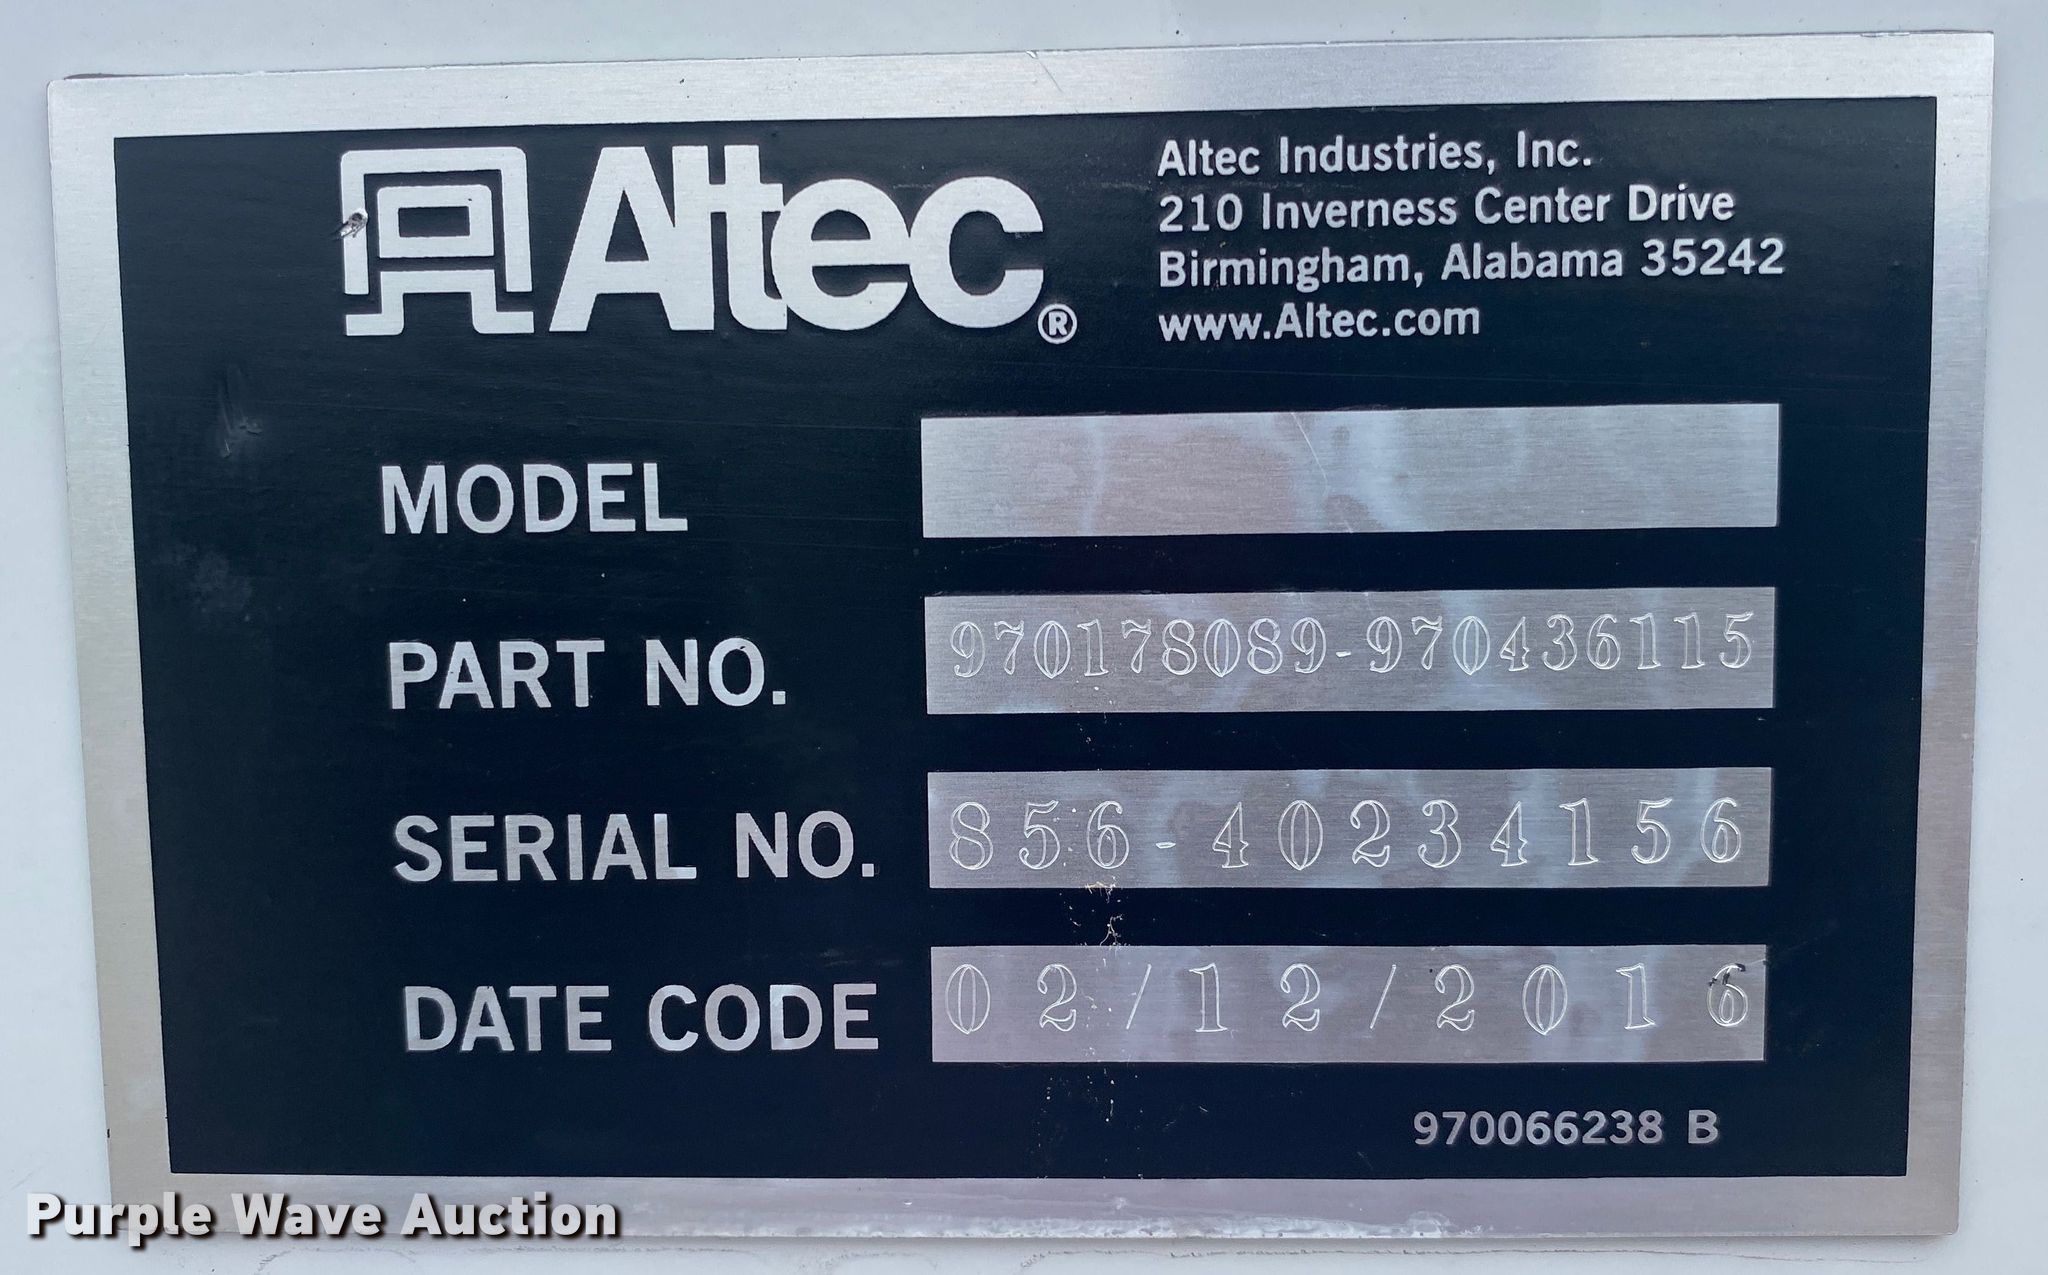 Altec®
Altec Industries, Inc.
210 Inverness Center Drive
Birmingham, Alabama 35242
www.Altec.com
MODEL
PART NO. 970178089-970436115
SERIAL NO. 856-40234156
DATE CODE 02/12/2016
970066238 B
Purple Wave Auction